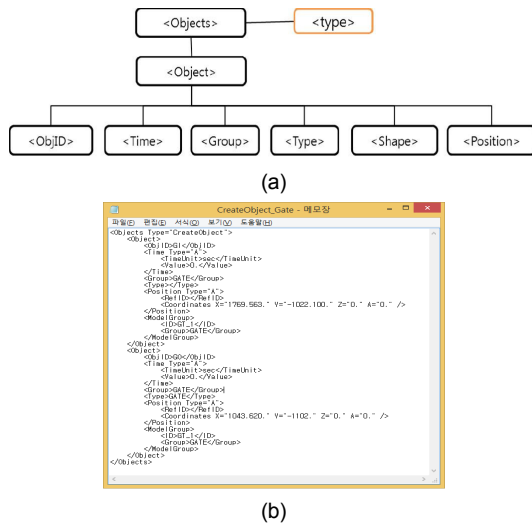 <Objects>
<type>
<Object>
<ObjID>
<Time>
<Group>
<Type>
<Shape>
<Position>
(a)
CreateObject_Gate - 메모장
파일(F) 편집(E) 서식(O) 보기(V) 도움말(H)
<Objects Type="CreateObject">
<Object>
<ObjID>GI</ObjID>
<Time Type="A">
<TimeUnit>sec</TimeUnit>
<Value>0.</Value>
</Time>
<Group>GATE</Group>
<Type></Type>
<Position Type="A">
<RefID></RefID>
<Coordinates X="1769.563." Y="-1022.100." Z="0." A="0." />
</Position>
<ModelGroup>
<ID>GT_1</ID>
<Group>GATE</Group>
</ModelGroup>
</Object>
<Object>
<ObjID>GO</ObjID>
<Time Type="A">
<TimeUnit>sec</TimeUnit>
<Value>0.</Value>
</Time>
<Group>GATE</Group>
<Type>GATE</Type>
<Position Type="A">
<RefID></RefID>
<Coordinates X="1043.620." Y="-1102." Z="0." A="0." />
</Position>
<ModelGroup>
<ID>GT_1</ID>
<Group>GATE</Group>
</ModelGroup>
</Object>
</Objects>
(b)